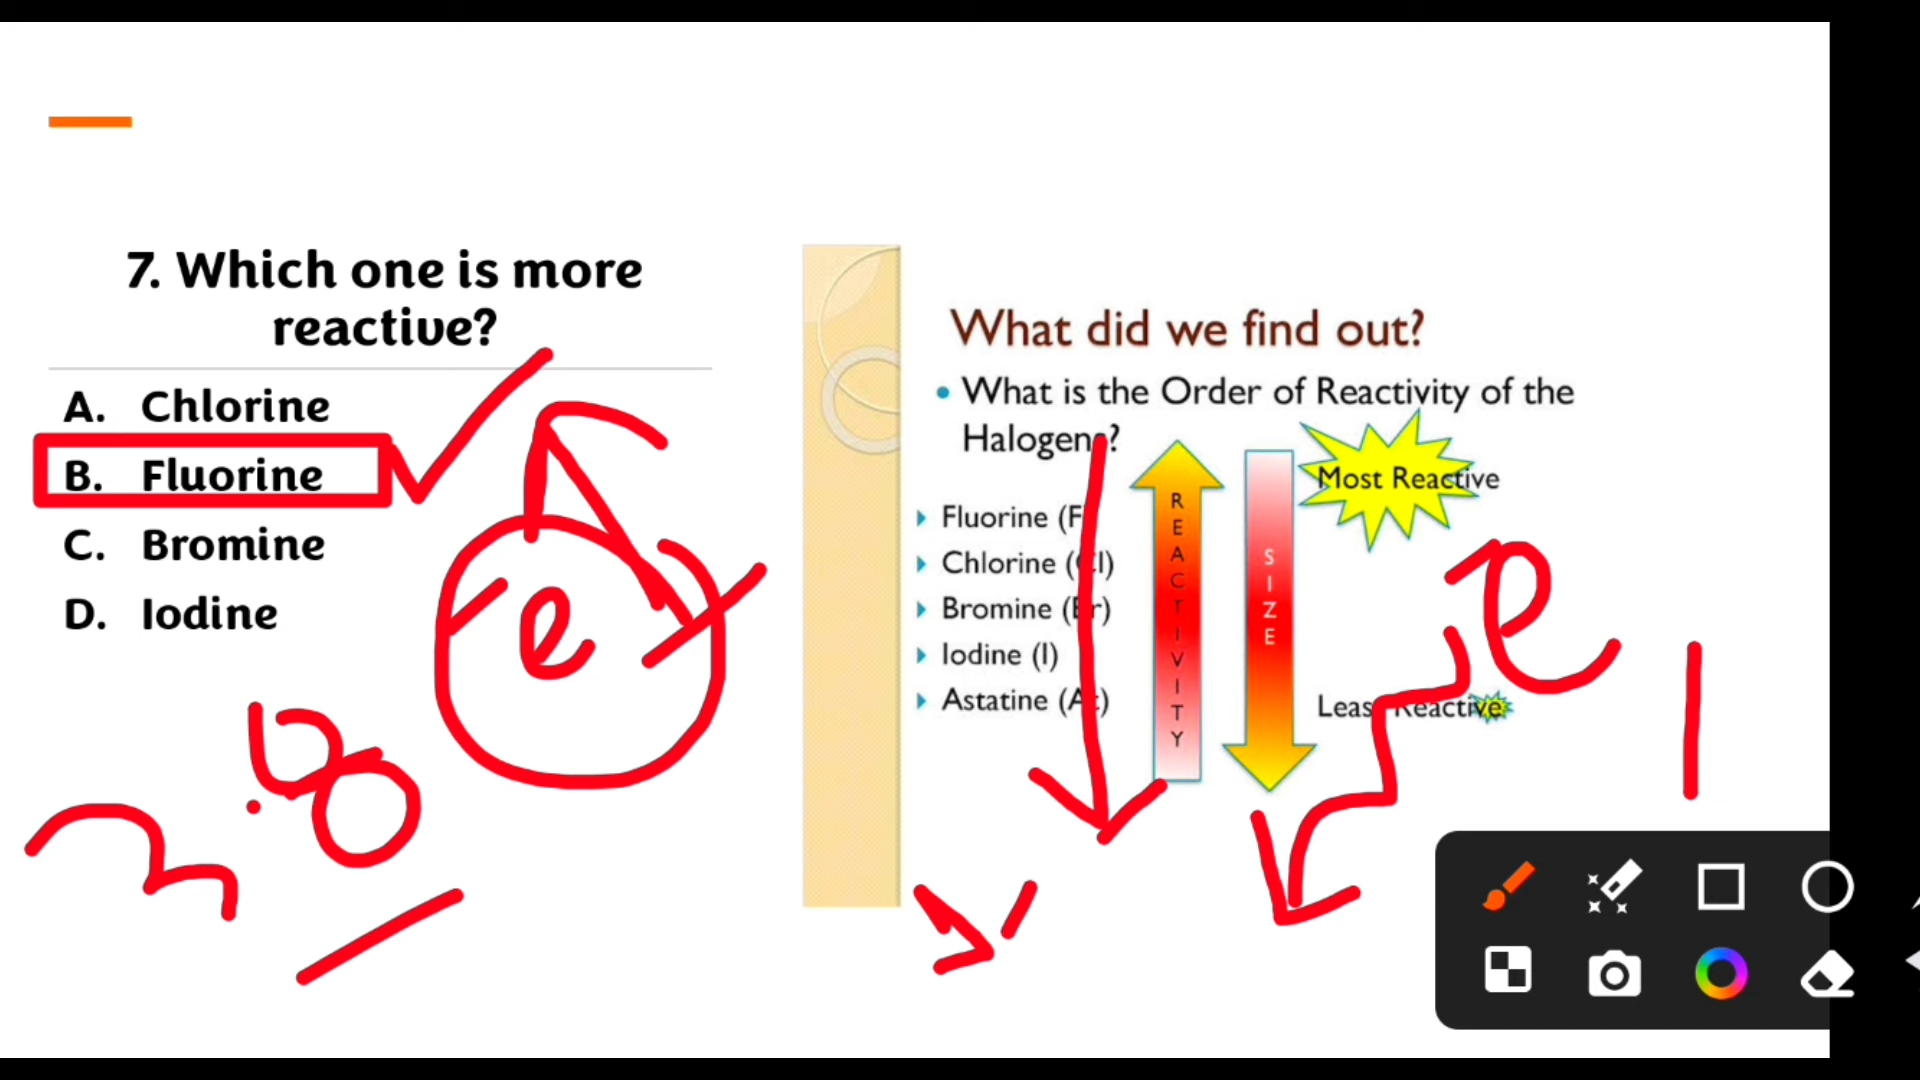 7. Which one is more
reactive?
A. Chlorine
B. Fluorine
C. Bromine
D. Iodine
e
What did we find out?
• What is the Order of Reactivity of the
Halogens?
Fluorine (F
Chlorine (Cl)
Bromine (Br)
Iodine (I)
Astatine (At)
REACTIVITY
SIZE
Most Reactive
Least Reactive
e